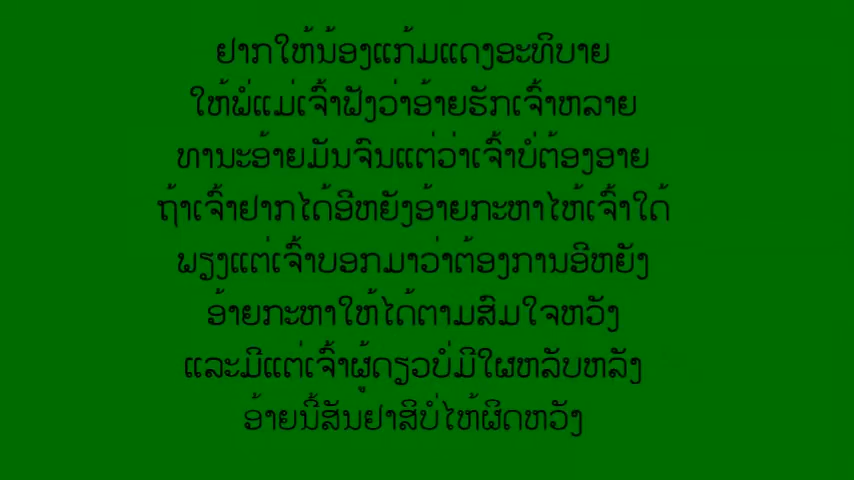 ຢາກໃຫ້ນ້ອງແກ້ມແດງອະທິບາຍ
ໃຫ້ພໍ່ແມ່ເຈົ້າຟັງວ່າອ້າຍຮັກເຈົ້າຫລາຍ
ທານະອ້າຍມັນຈົນແຕ່ວ່າເຈົ້າບໍ່ຕ້ອງອາຍ
ຖ້າເຈົ້າຢາກໄດ້ອີຫຍັງອ້າຍກະຫາໄຫ້ເຈົ້າໃດ້
ພຽງແຕ່ເຈົ້າບອກມາວ່າຕ້ອງການອີຫຍັງ
ອ້າຍກະຫາໃຫ້ໄດ້ຕາມສົມໃຈຫວັງ
ແລະມີແຕ່ເຈົ້າຜູ້ດຽວບໍ່ມີໃຜຫລັບຫລັງ
ອ້າຍນີ້ສັນຢາສິບໍ່ໄຫ້ຜິດຫວັງ